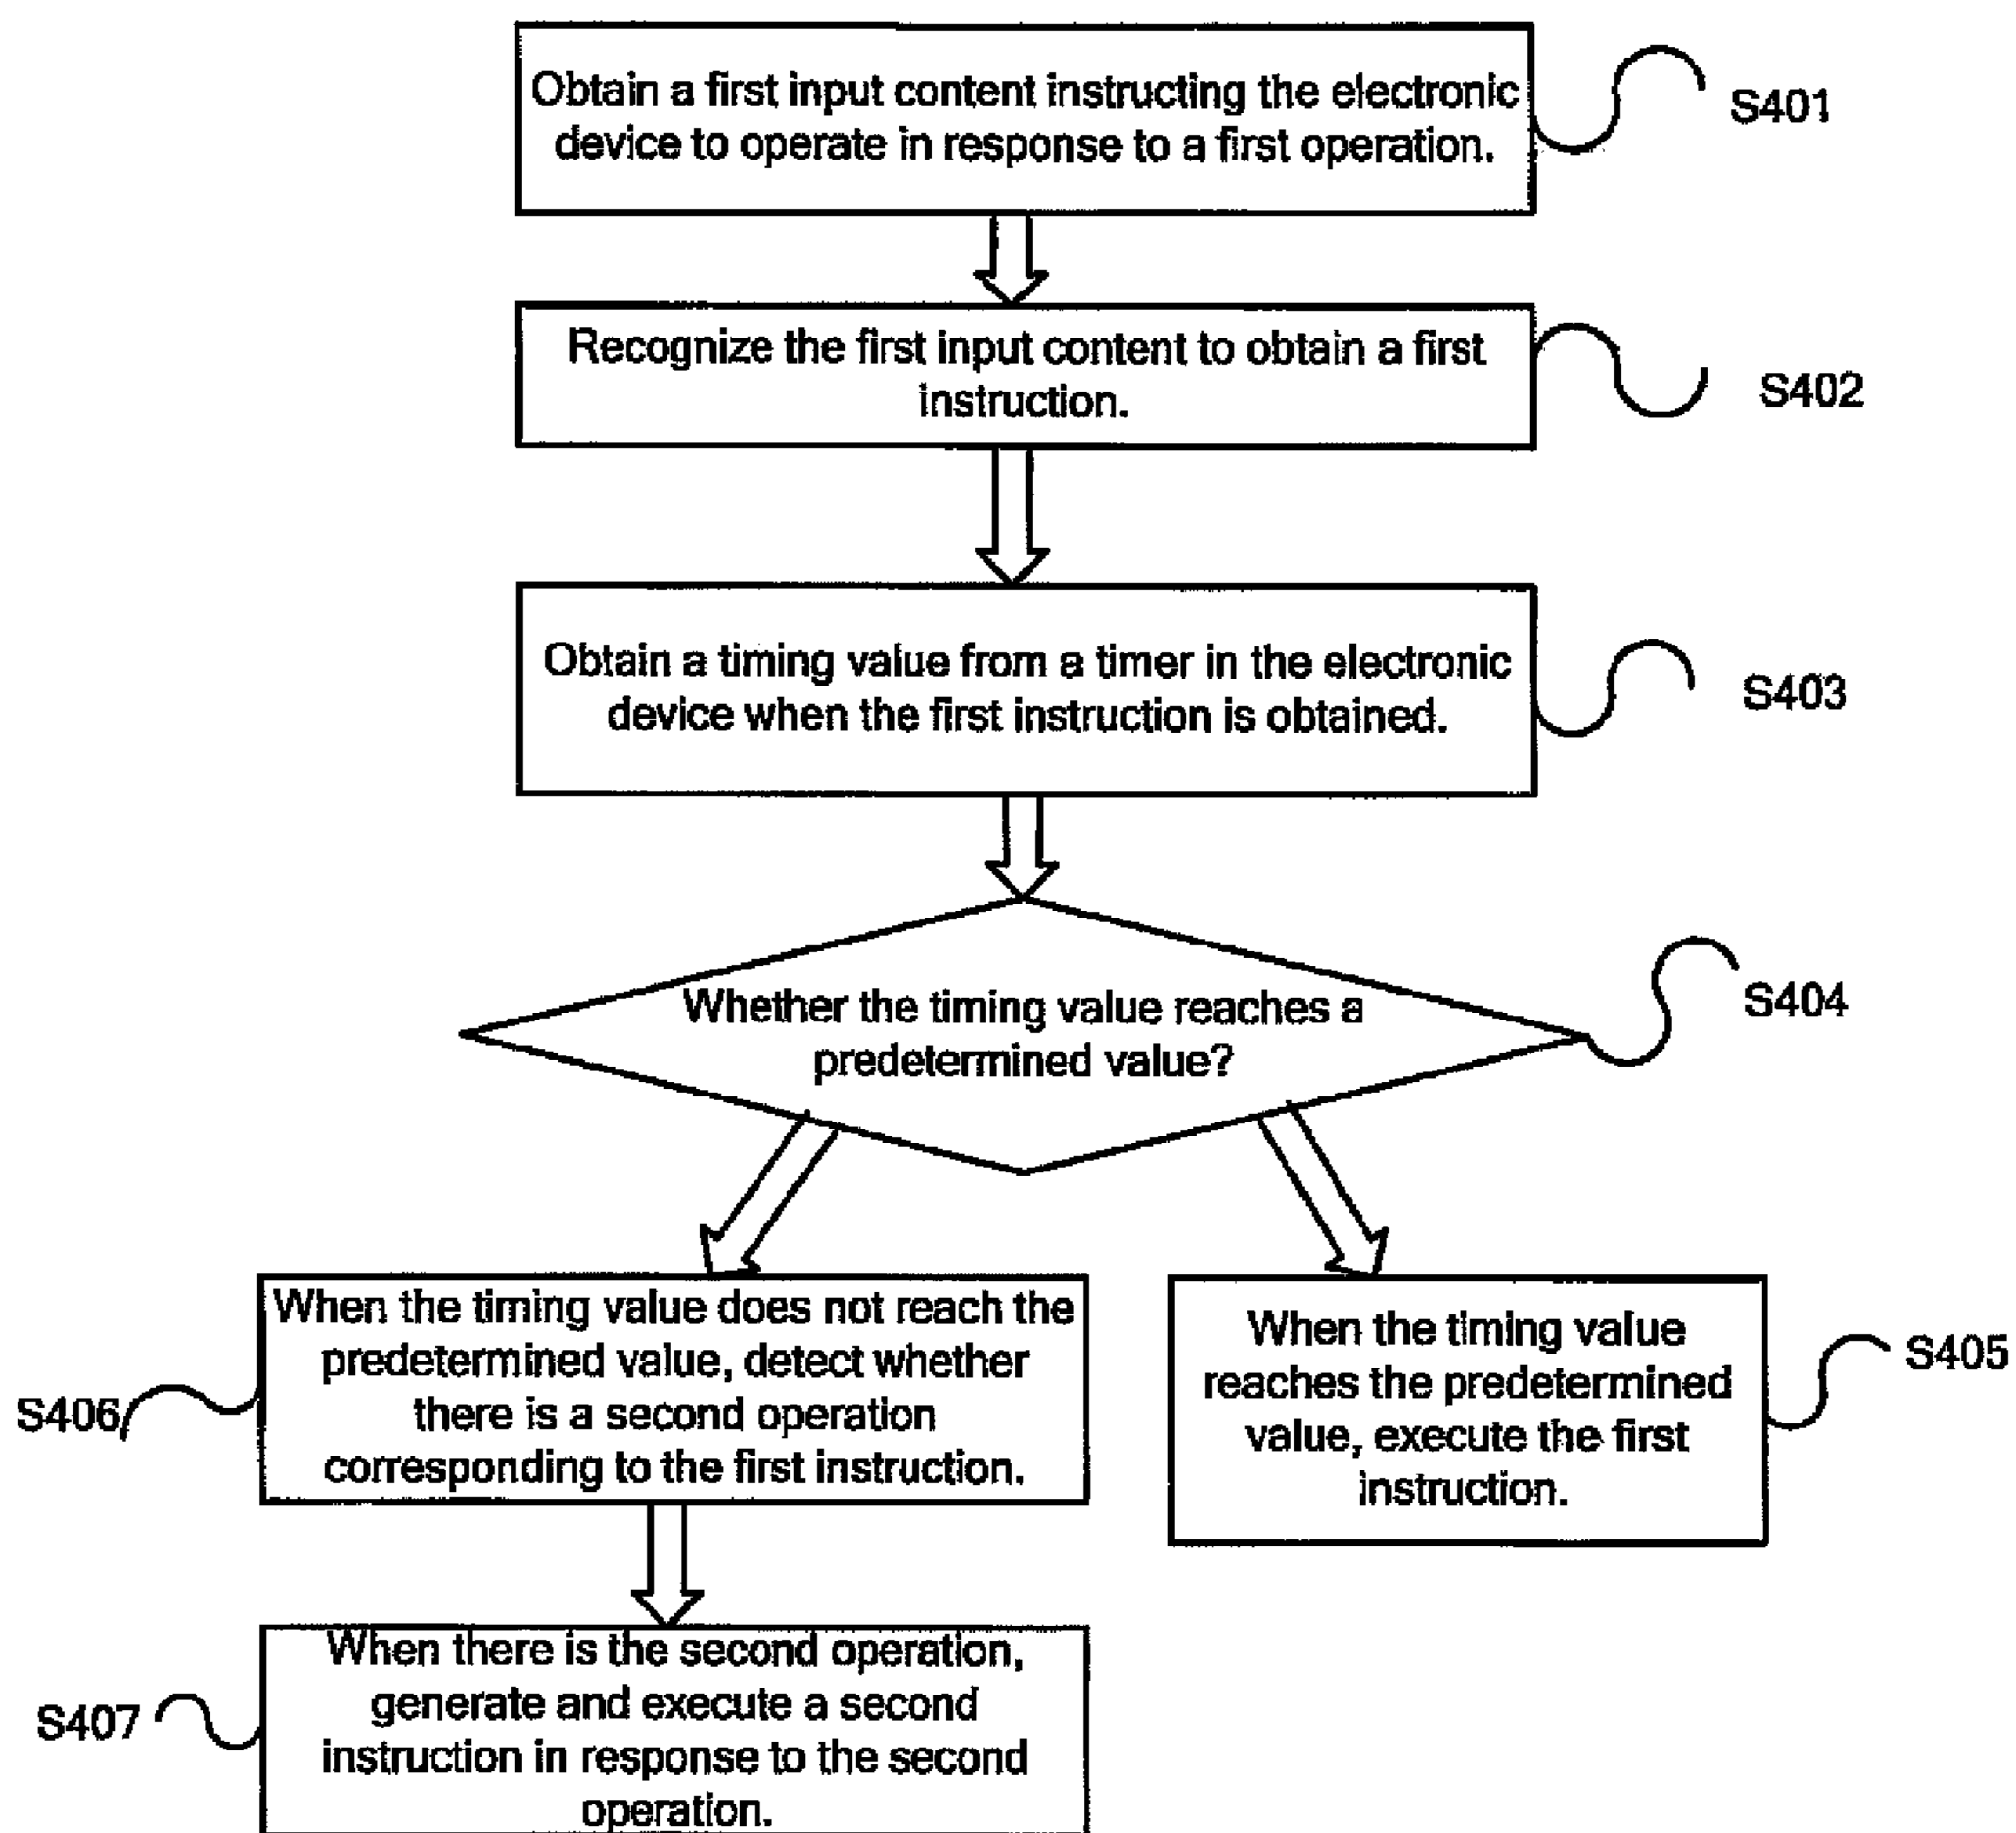 Obtain a first input content instructing the electronic
device to operate in response to a first operation.
S401
Recognize the first input content to obtain a first
instruction.
S402
Obtain a timing value from a timer in the electronic
device when the first instruction is obtained.
S403
Whether the timing value reaches a
predetermined value?
S404
When the timing value does not reach the
predetermined value, detect whether
there is a second operation
corresponding to the first instruction.
S406
When the timing value
reaches the predetermined
value, execute the first
instruction.
S405
When there is the second operation,
generate and execute a second
instruction in response to the second
operation.
S407